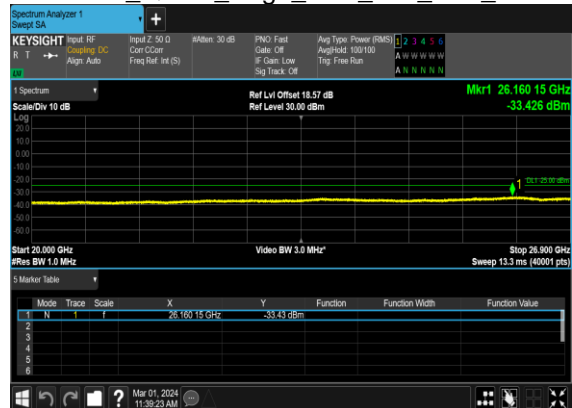 Spectrum Analyzer 1
Swept SA
+
KEYSIGHT Input: RF Input Z: 50 Ω #Atten: 30 dB PNO: Fast Avg Type: Power (RMS) 1 2 3 4 5 6
R T Coupling: DC Corr CCorr Gate: Off Avg|Hold: 100/100 A W W W W W
Align: Auto Freq Ref: Int (S) IF Gain: Low Trig: Free Run
Sig Track: Off A N N N N N
1 Spectrum Ref Lvl Offset 18.57 dB Mkr1 26.160 15 GHz
Scale/Div 10 dB Ref Level 30.00 dBm -33.426 dBm
Log
20.0
10.0
0.00
-10.0
-20.0
1 DL1 -25.00 dBm
-30.0
-40.0
-50.0
-60.0
Start 20.000 GHz Video BW 3.0 MHz* Stop 26.900 GHz
#Res BW 1.0 MHz Sweep 13.3 ms (40001 pts)
5 Marker Table
Mode Trace Scale X Y Function Function Width Function Value
1 N 1 f 26.160 15 GHz -33.43 dBm
2
3
4
5
6
? Mar 01, 2024
11:39:23 AM